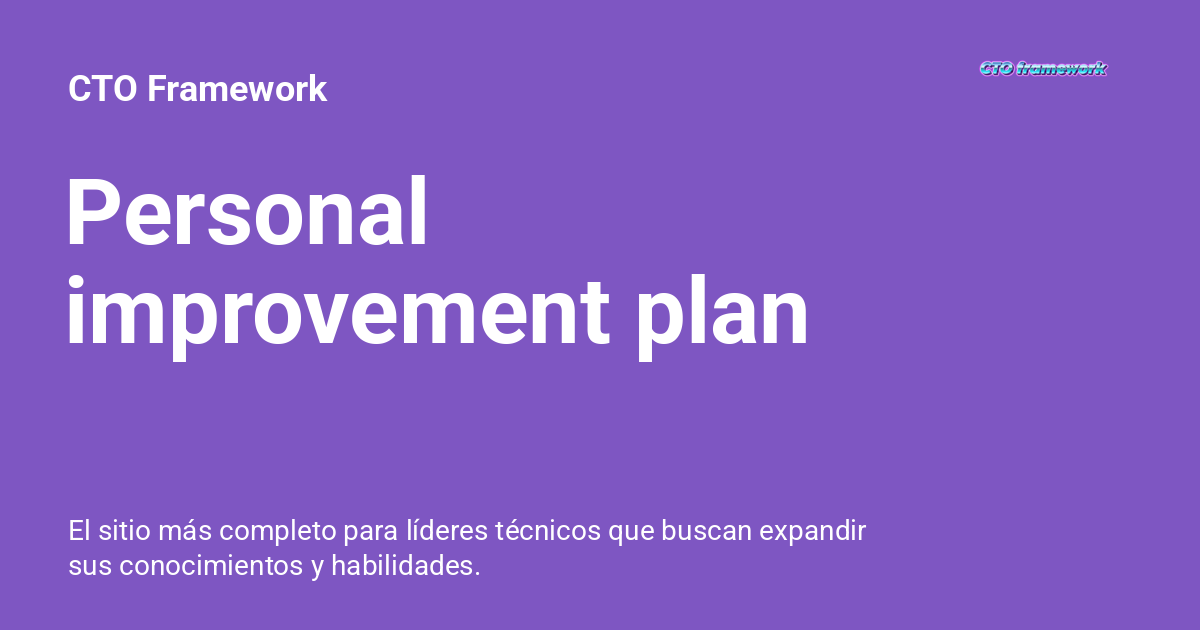 CTO Framework
CTO framework
Personal
improvement plan
El sitio más completo para líderes técnicos que buscan expandir
sus conocimientos y habilidades.